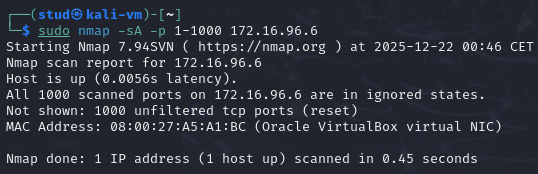 ┌──(stud㉿kali-vm)-[~]
└─$ sudo nmap -sA -p 1-1000 172.16.96.6
Starting Nmap 7.94SVN ( https://nmap.org ) at 2025-12-22 00:46 CET
Nmap scan report for 172.16.96.6
Host is up (0.0056s latency).
All 1000 scanned ports on 172.16.96.6 are in ignored states.
Not shown: 1000 unfiltered tcp ports (reset)
MAC Address: 08:00:27:A5:A1:BC (Oracle VirtualBox virtual NIC)
Nmap done: 1 IP address (1 host up) scanned in 0.45 seconds